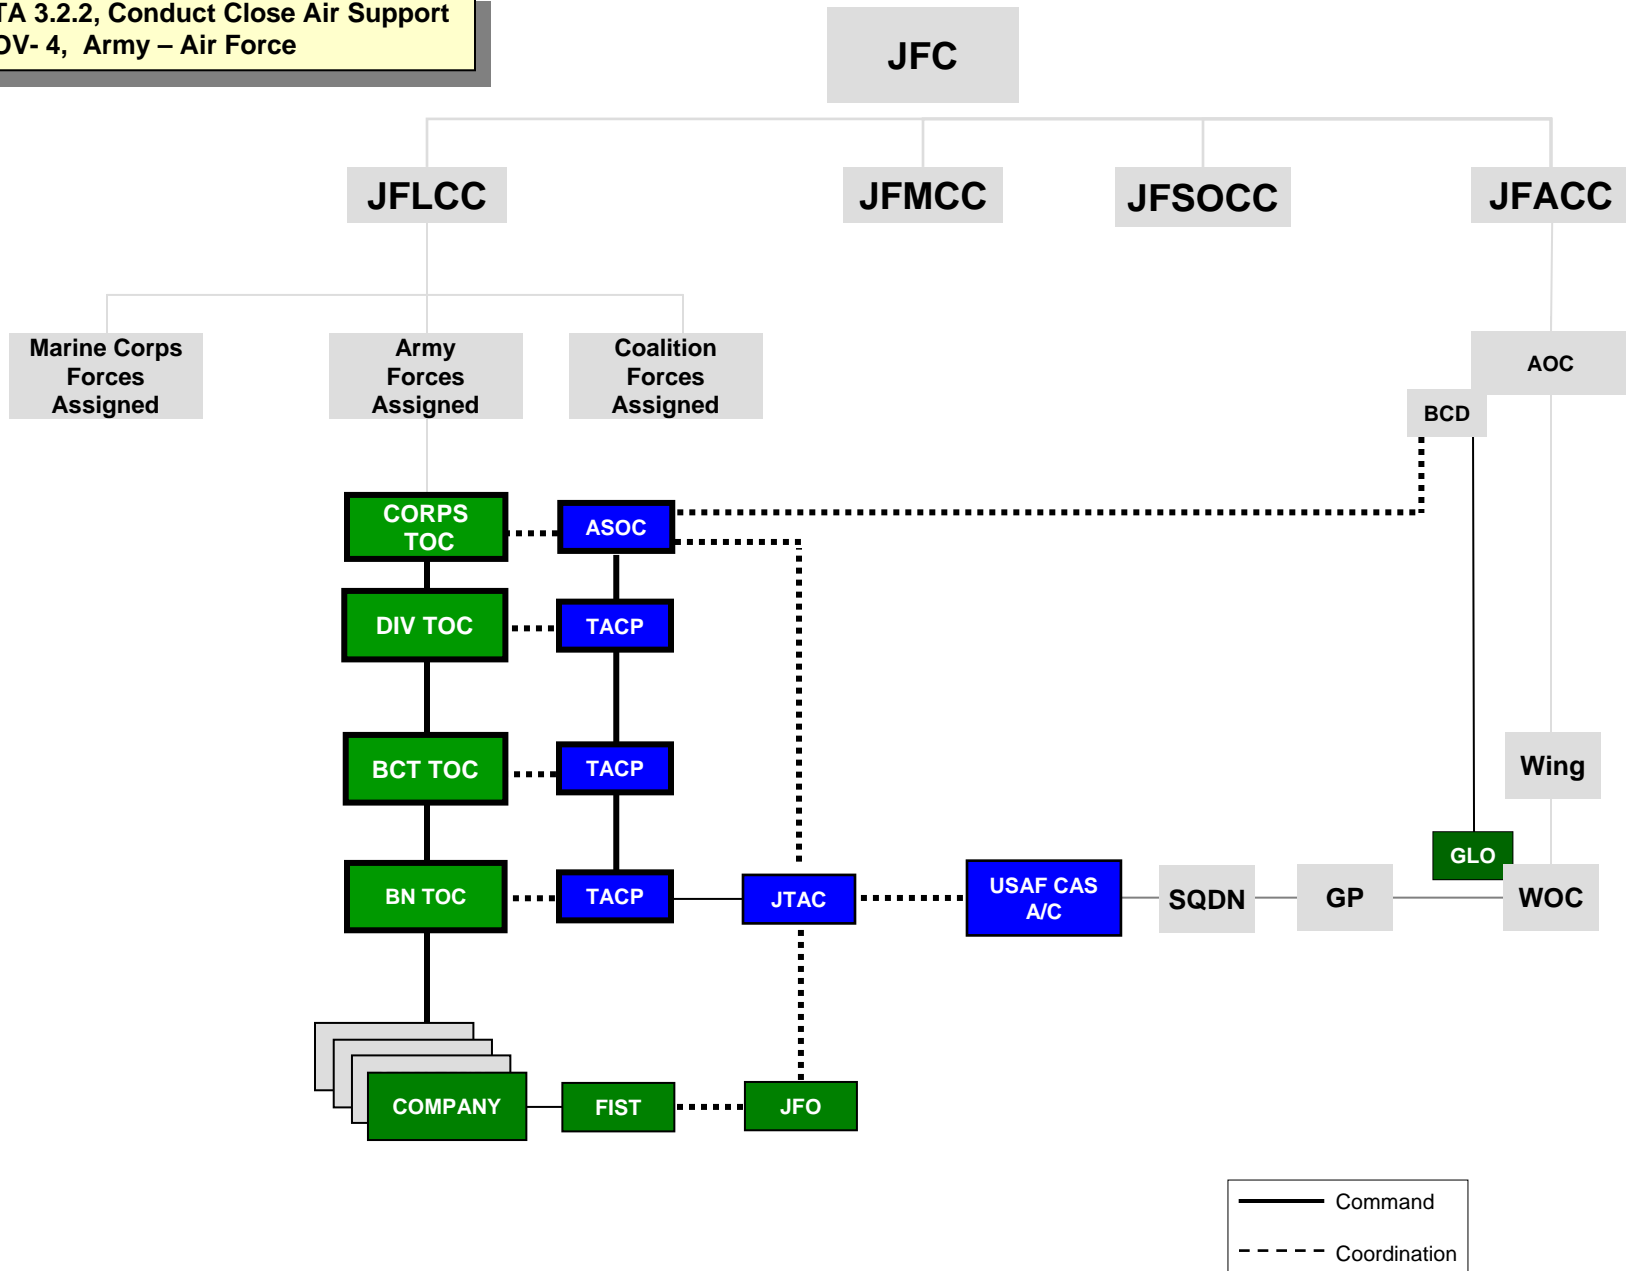 TA 3.2.2, Conduct Close Air Support
OV- 4, Army – Air Force
JFC
JFLCC
JFMCC
JFSOCC
JFACC
Marine Corps
Forces
Assigned
Army
Forces
Assigned
Coalition
Forces
Assigned
AOC
BCD
CORPS
TOC
ASOC
DIV TOC
TACP
BCT TOC
TACP
Wing
GLO
BN TOC
TACP
JTAC
USAF CAS
A/C
SQDN
GP
WOC
COMPANY
FIST
JFO
Command
Coordination